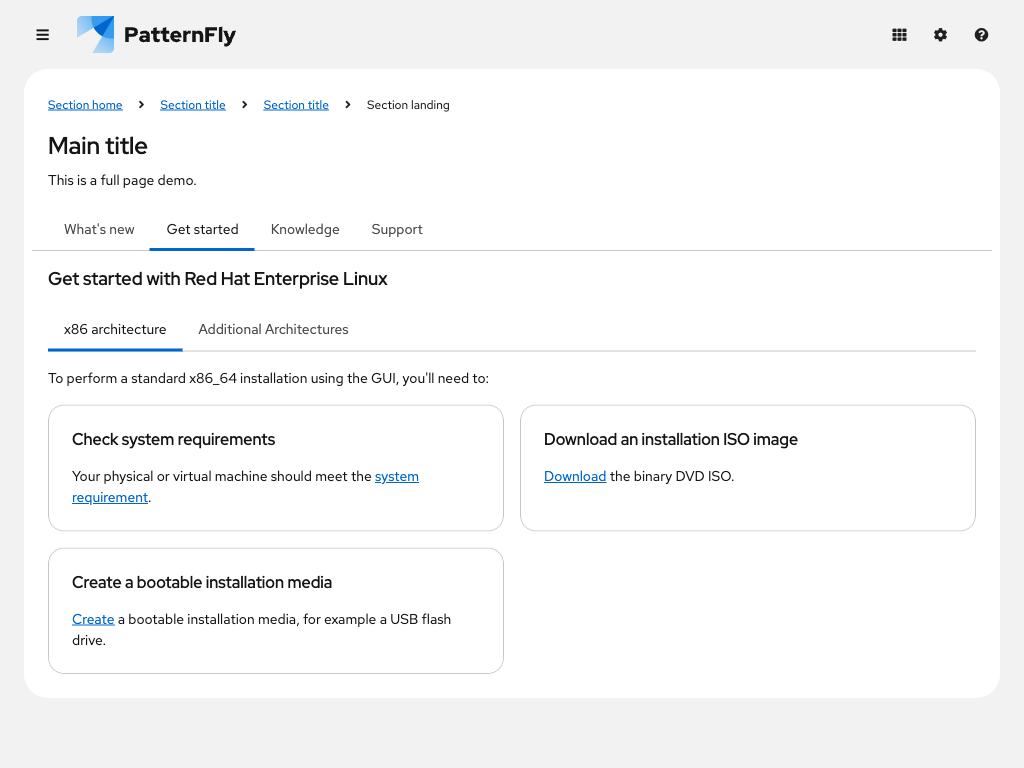 PatternFly
Section home Section title Section title Section landing
Main title
This is a full page demo.
What's new Get started Knowledge Support
Get started with Red Hat Enterprise Linux
x86 architecture Additional Architectures
To perform a standard x86_64 installation using the GUI, you'll need to:
Check system requirements
Your physical or virtual machine should meet the system
requirement.
Download an installation ISO image
Download the binary DVD ISO.
Create a bootable installation media
Create a bootable installation media, for example a USB flash
drive.